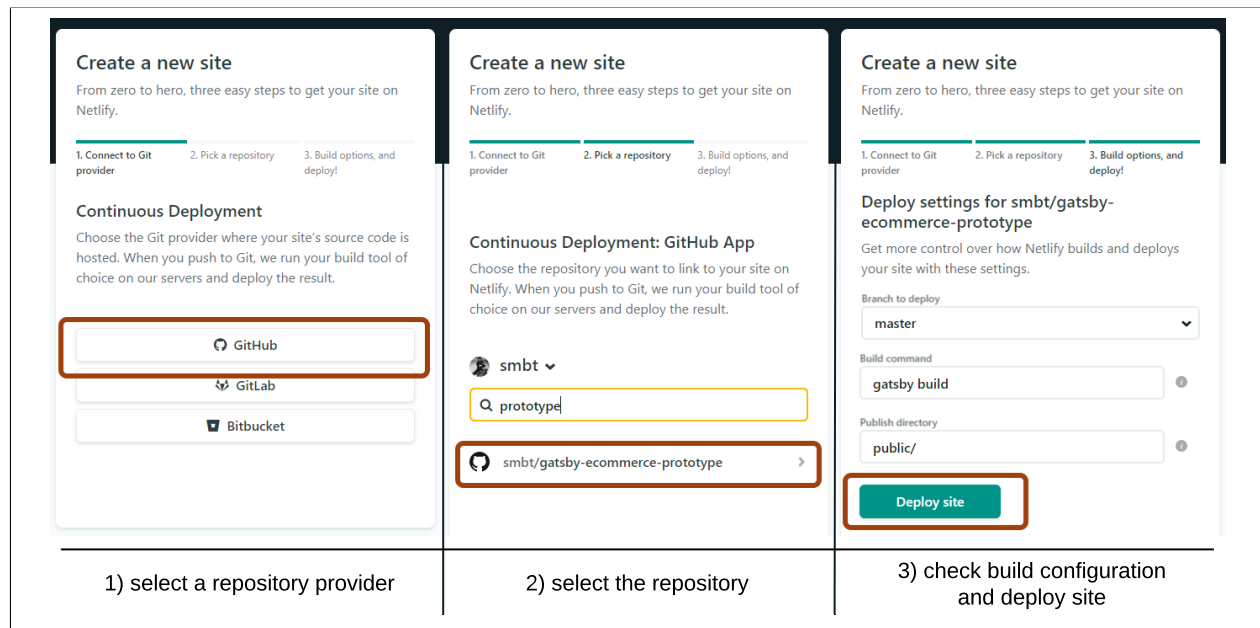 Create a new site
From zero to hero, three easy steps to get your site on
Netlify.
1. Connect to Git
provider
2. Pick a repository
3. Build options, and
deploy!
Continuous Deployment
Choose the Git provider where your site's source code is
hosted. When you push to Git, we run your build tool of
choice on our servers and deploy the result.
GitHub
GitLab
Bitbucket
1) select a repository provider
Create a new site
From zero to hero, three easy steps to get your site on
Netlify.
1. Connect to Git
provider
2. Pick a repository
3. Build options, and
deploy!
Continuous Deployment: GitHub App
Choose the repository you want to link to your site on
Netlify. When you push to Git, we run your build tool of
choice on our servers and deploy the result.
smbt
prototype
smbt/gatsby-ecommerce-prototype
2) select the repository
Create a new site
From zero to hero, three easy steps to get your site on
Netlify.
1. Connect to Git
provider
2. Pick a repository
3. Build options, and
deploy!
Deploy settings for smbt/gatsby-
ecommerce-prototype
Get more control over how Netlify builds and deploys
your site with these settings.
Branch to deploy
master
Build command
gatsby build
Publish directory
public/
Deploy site
3) check build configuration
and deploy site